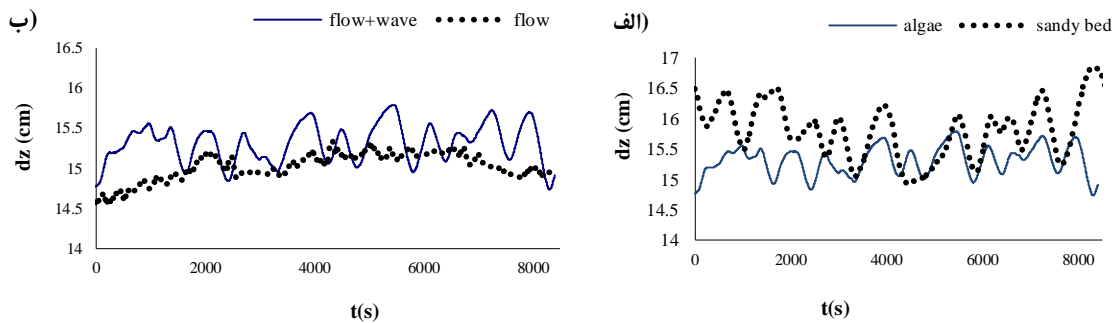 الف)
algae sandy bed
17
16.5
16
15.5
15
14.5
14
dz (cm)
0 2000 4000 6000 8000
t(s)
ب)
flow+wave flow
16.5
16
15.5
15
14.5
14
dz (cm)
0 2000 4000 6000 8000
t(s)